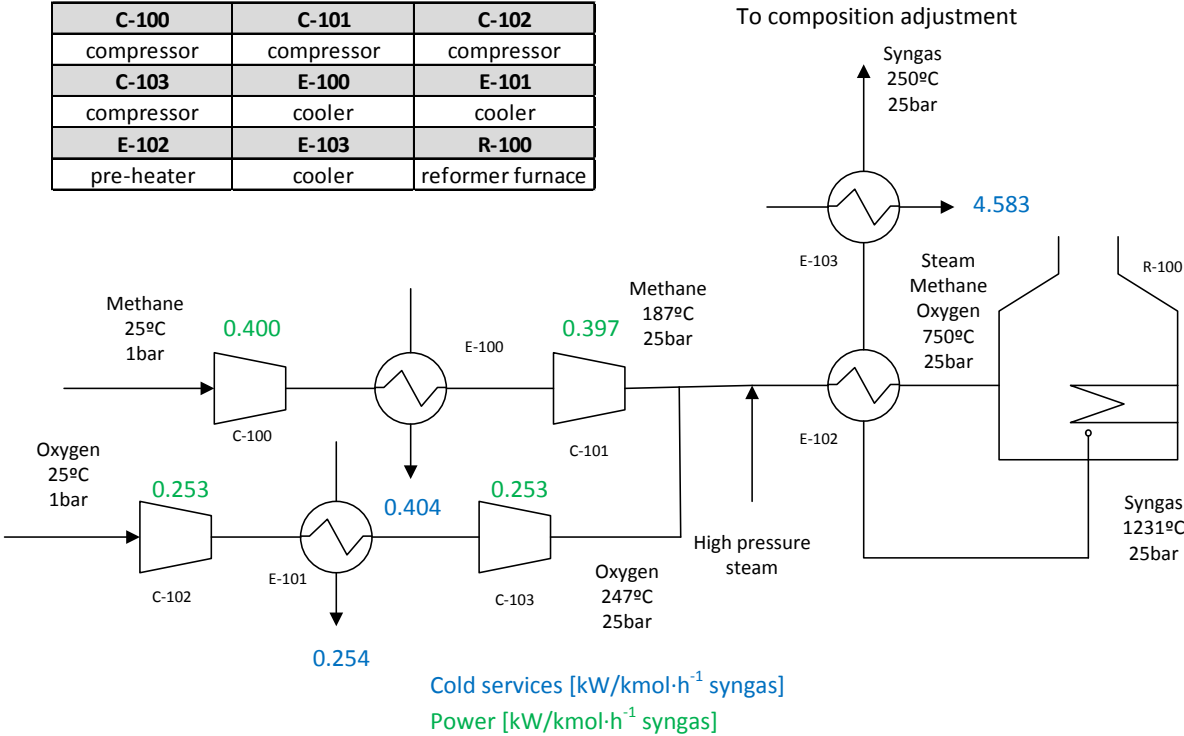 C-100 C-101 C-102
compressor compressor compressor
C-103 E-100 E-101
compressor cooler cooler
E-102 E-103 R-100
pre-heater cooler reformer furnace
To composition adjustment
Syngas
250ºC
25bar
4.583
E-103
Steam
Methane
Oxygen
750ºC
25bar
R-100
Methane
25ºC
1bar
0.400
E-100
0.397
Methane
187ºC
25bar
C-100
C-101
E-102
Oxygen
25ºC
1bar
0.253
0.404
0.253
High pressure
steam
Syngas
1231ºC
25bar
C-102
E-101
C-103
Oxygen
247ºC
25bar
0.254
Cold services [kW/kmol·h⁻¹ syngas]
Power [kW/kmol·h⁻¹ syngas]